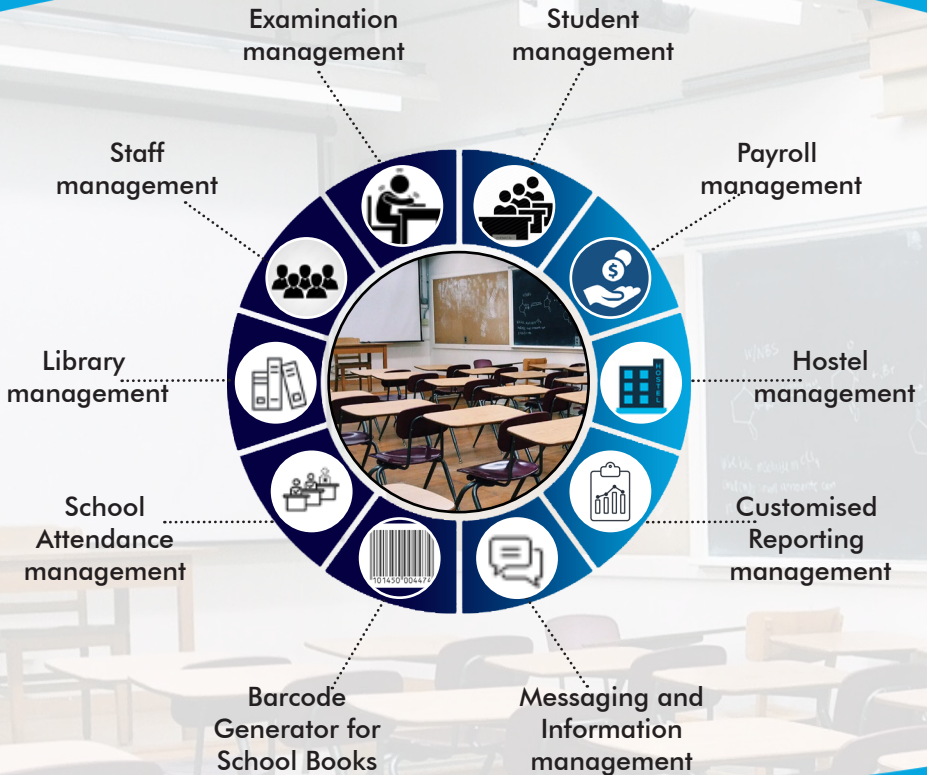 Examination
management
Student
management
Staff
management
Payroll
management
Library
management
Hostel
management
HOSTEL
School
Attendance
management
Customised
Reporting
management
Barcode
Generator for
School Books
Messaging and
Information
management
$